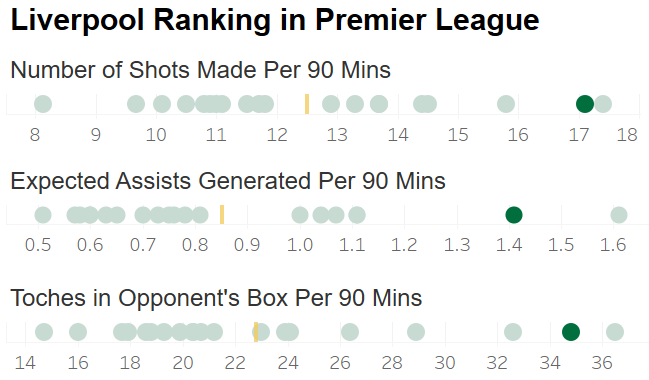 Liverpool Ranking in Premier League
Number of Shots Made Per 90 Mins
8 9 10 11 12 13 14 15 16 17 18
Expected Assists Generated Per 90 Mins
0.5 0.6 0.7 0.8 0.9 1.0 1.1 1.2 1.3 1.4 1.5 1.6
Toches in Opponent's Box Per 90 Mins
14 16 18 20 22 24 26 28 30 32 34 36